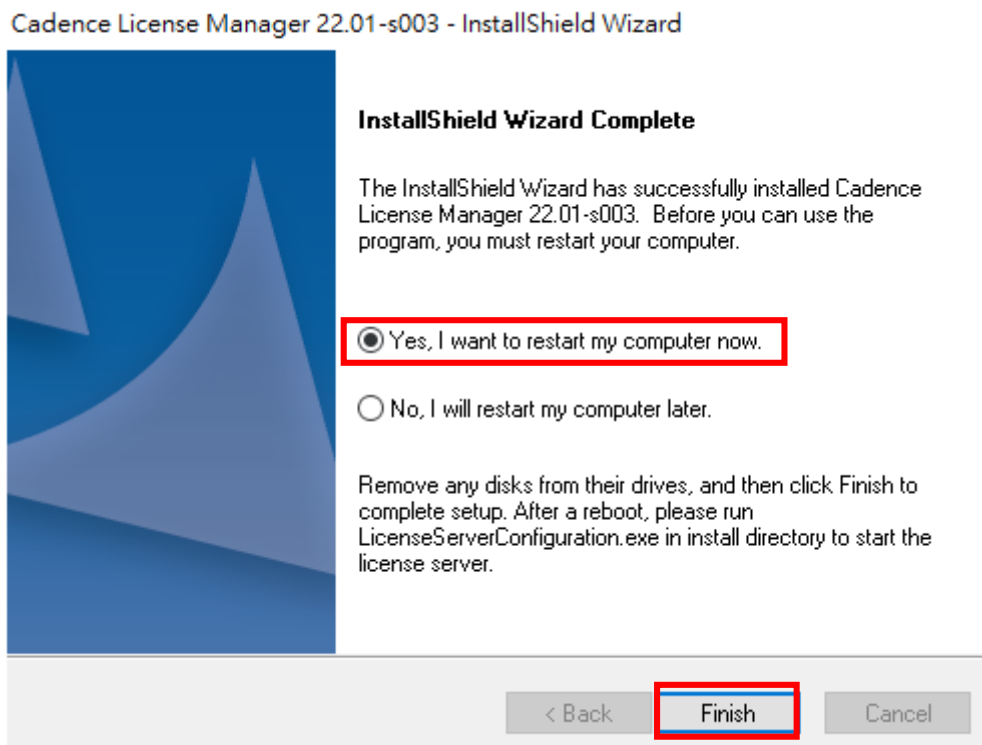 Cadence License Manager 22.01-s003 - InstallShield Wizard
InstallShield Wizard Complete
The InstallShield Wizard has successfully installed Cadence
License Manager 22.01-s003.  Before you can use the
program, you must restart your computer.
Yes, I want to restart my computer now.
No, I will restart my computer later.
Remove any disks from their drives, and then click Finish to
complete setup. After a reboot, please run
LicenseServerConfiguration.exe in install directory to start the
license server.
< Back
Finish
Cancel